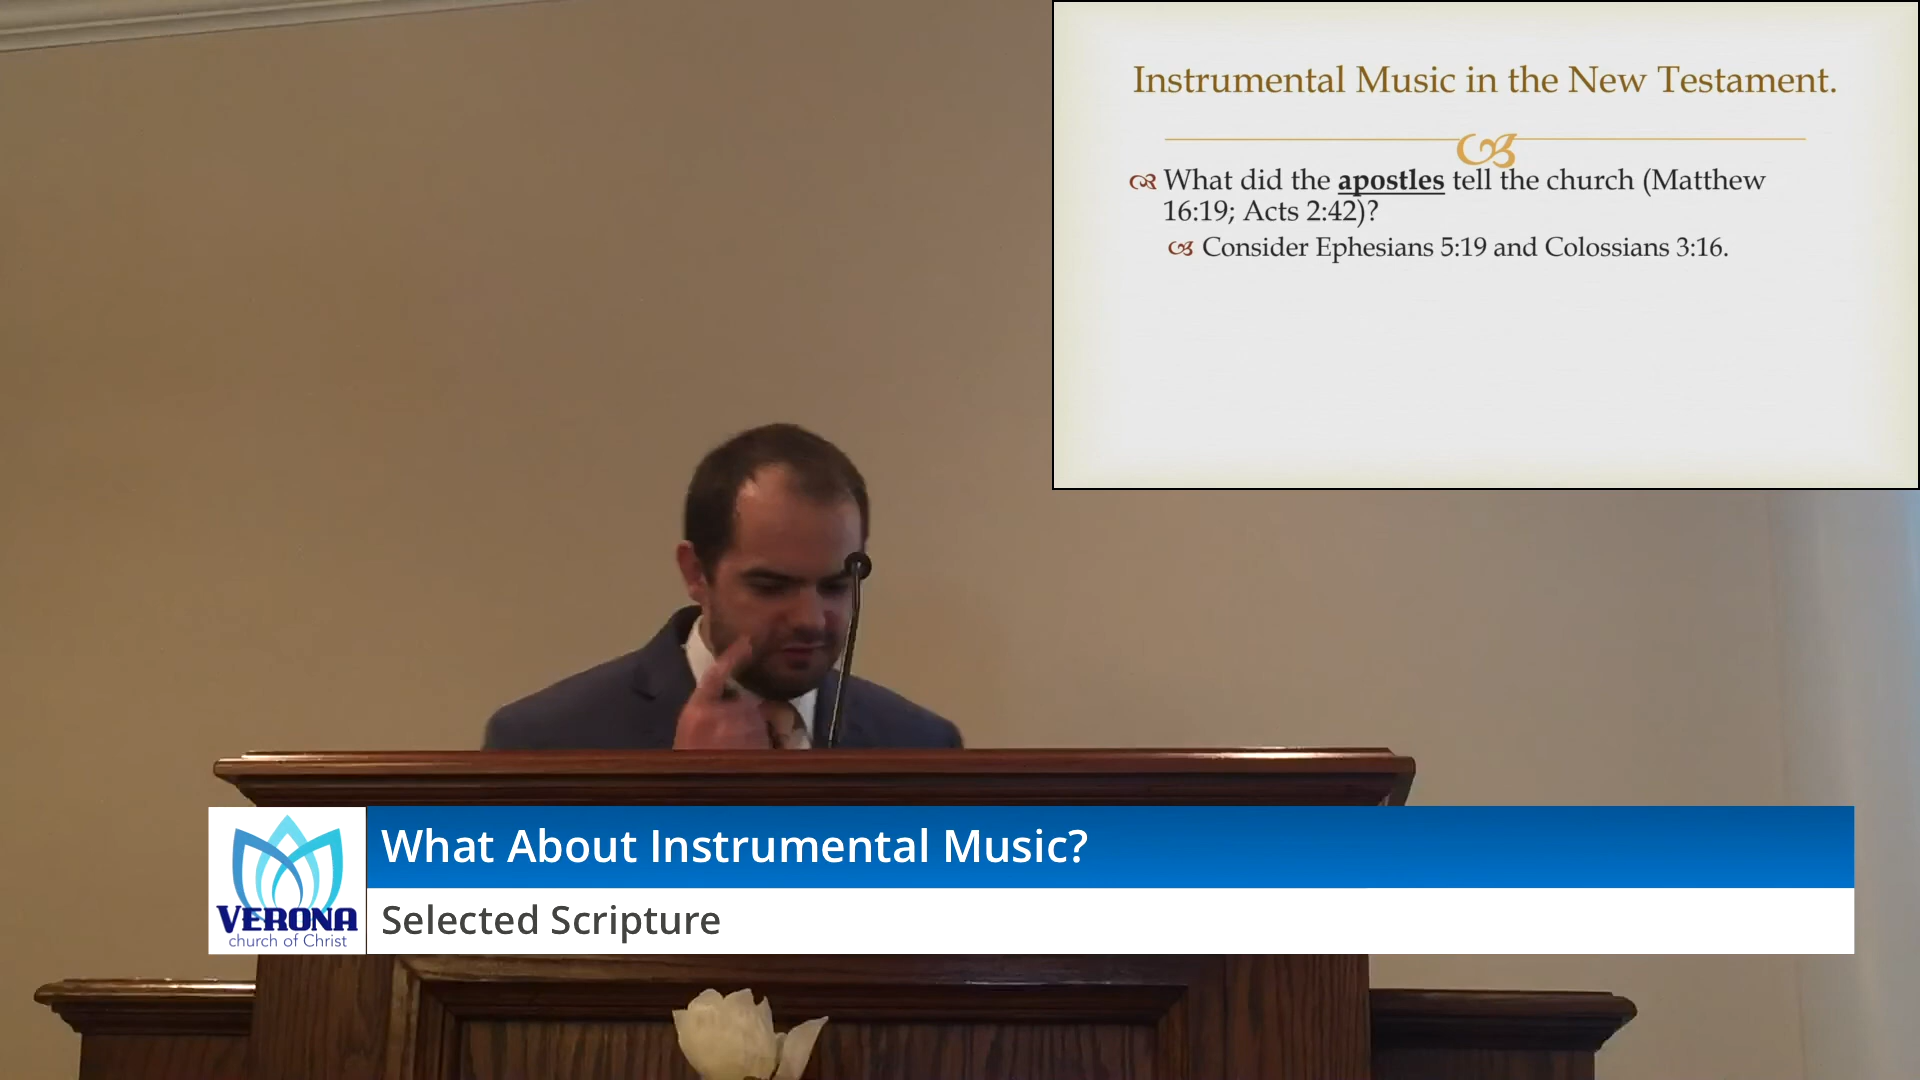 Instrumental Music in the New Testament.
What did the apostles tell the church (Matthew
16:19; Acts 2:42)?
Consider Ephesians 5:19 and Colossians 3:16.
What About Instrumental Music?
Selected Scripture
VERONA
church of Christ